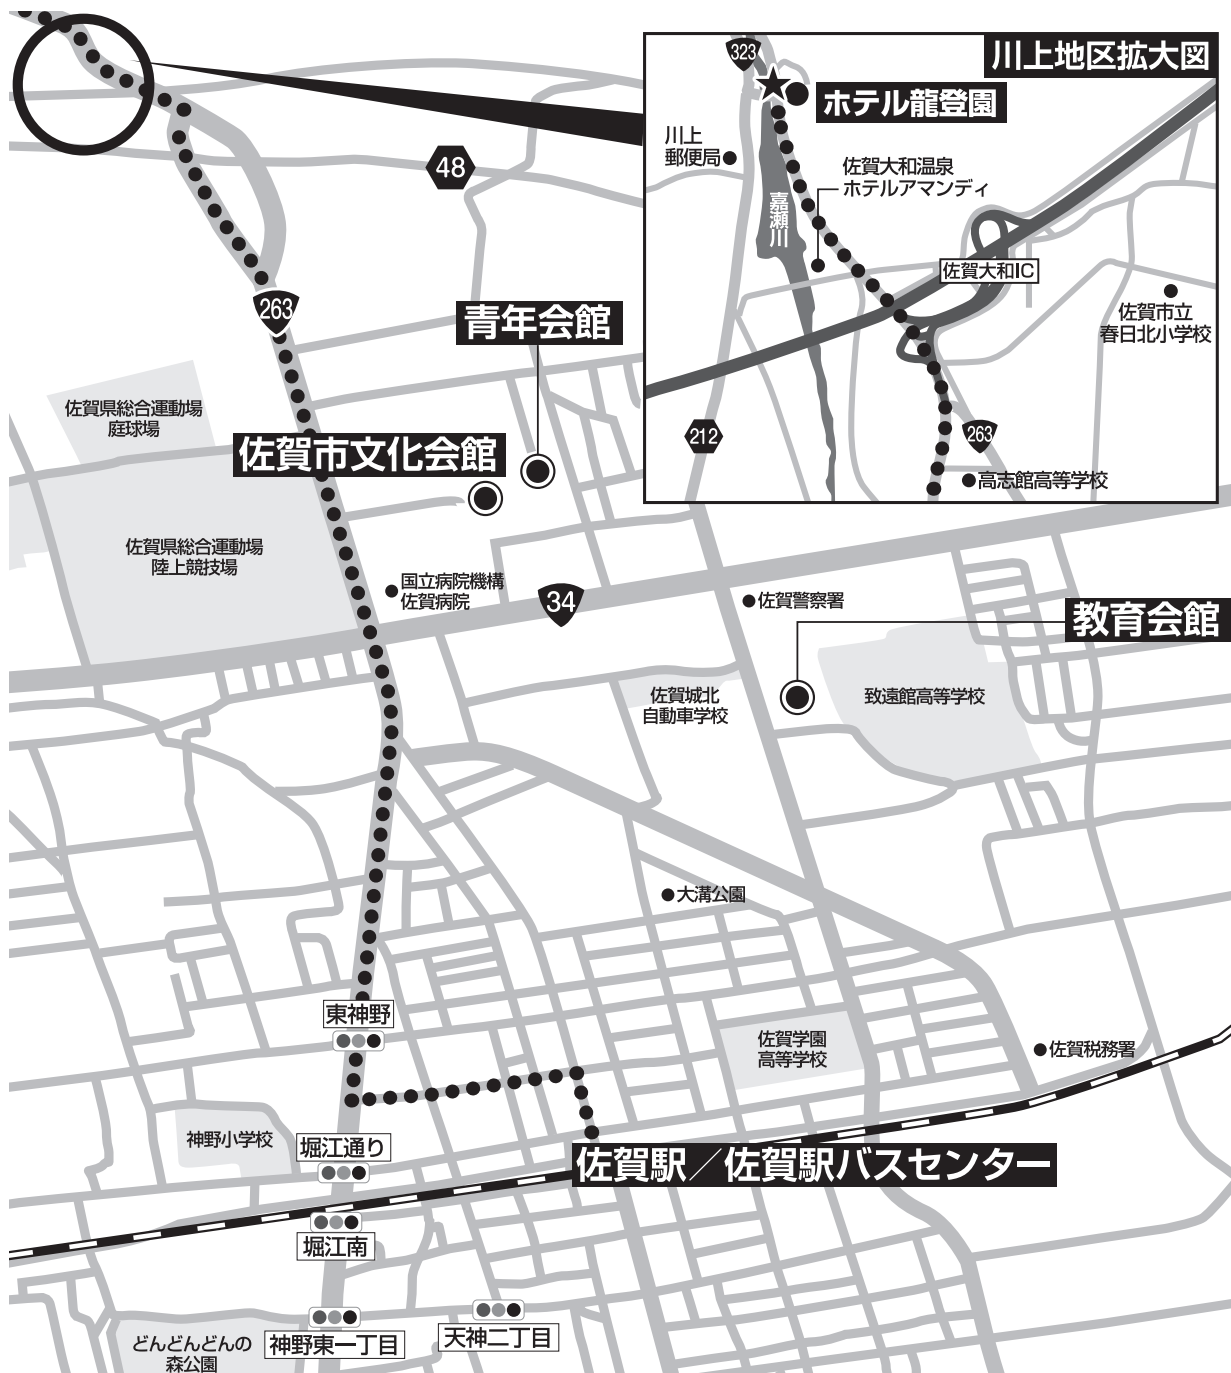 川上地区拡大図
323
ホテル龍登園
川上
郵便局
佐賀大和温泉
ホテルアマンディ
嘉瀬川
佐賀大和IC
佐賀市立
春日北小学校
212
263
高志館高等学校
48
263
青年会館
佐賀県総合運動場
庭球場
佐賀市文化会館
佐賀県総合運動場
陸上競技場
国立病院機構
佐賀病院
34
佐賀警察署
教育会館
佐賀城北
自動車学校
致遠館高等学校
大溝公園
東神野
佐賀学園
高等学校
佐賀税務署
神野小学校
堀江通り
佐賀駅／佐賀駅バスセンター
堀江南
どんどんどんの
森公園
神野東一丁目
天神二丁目